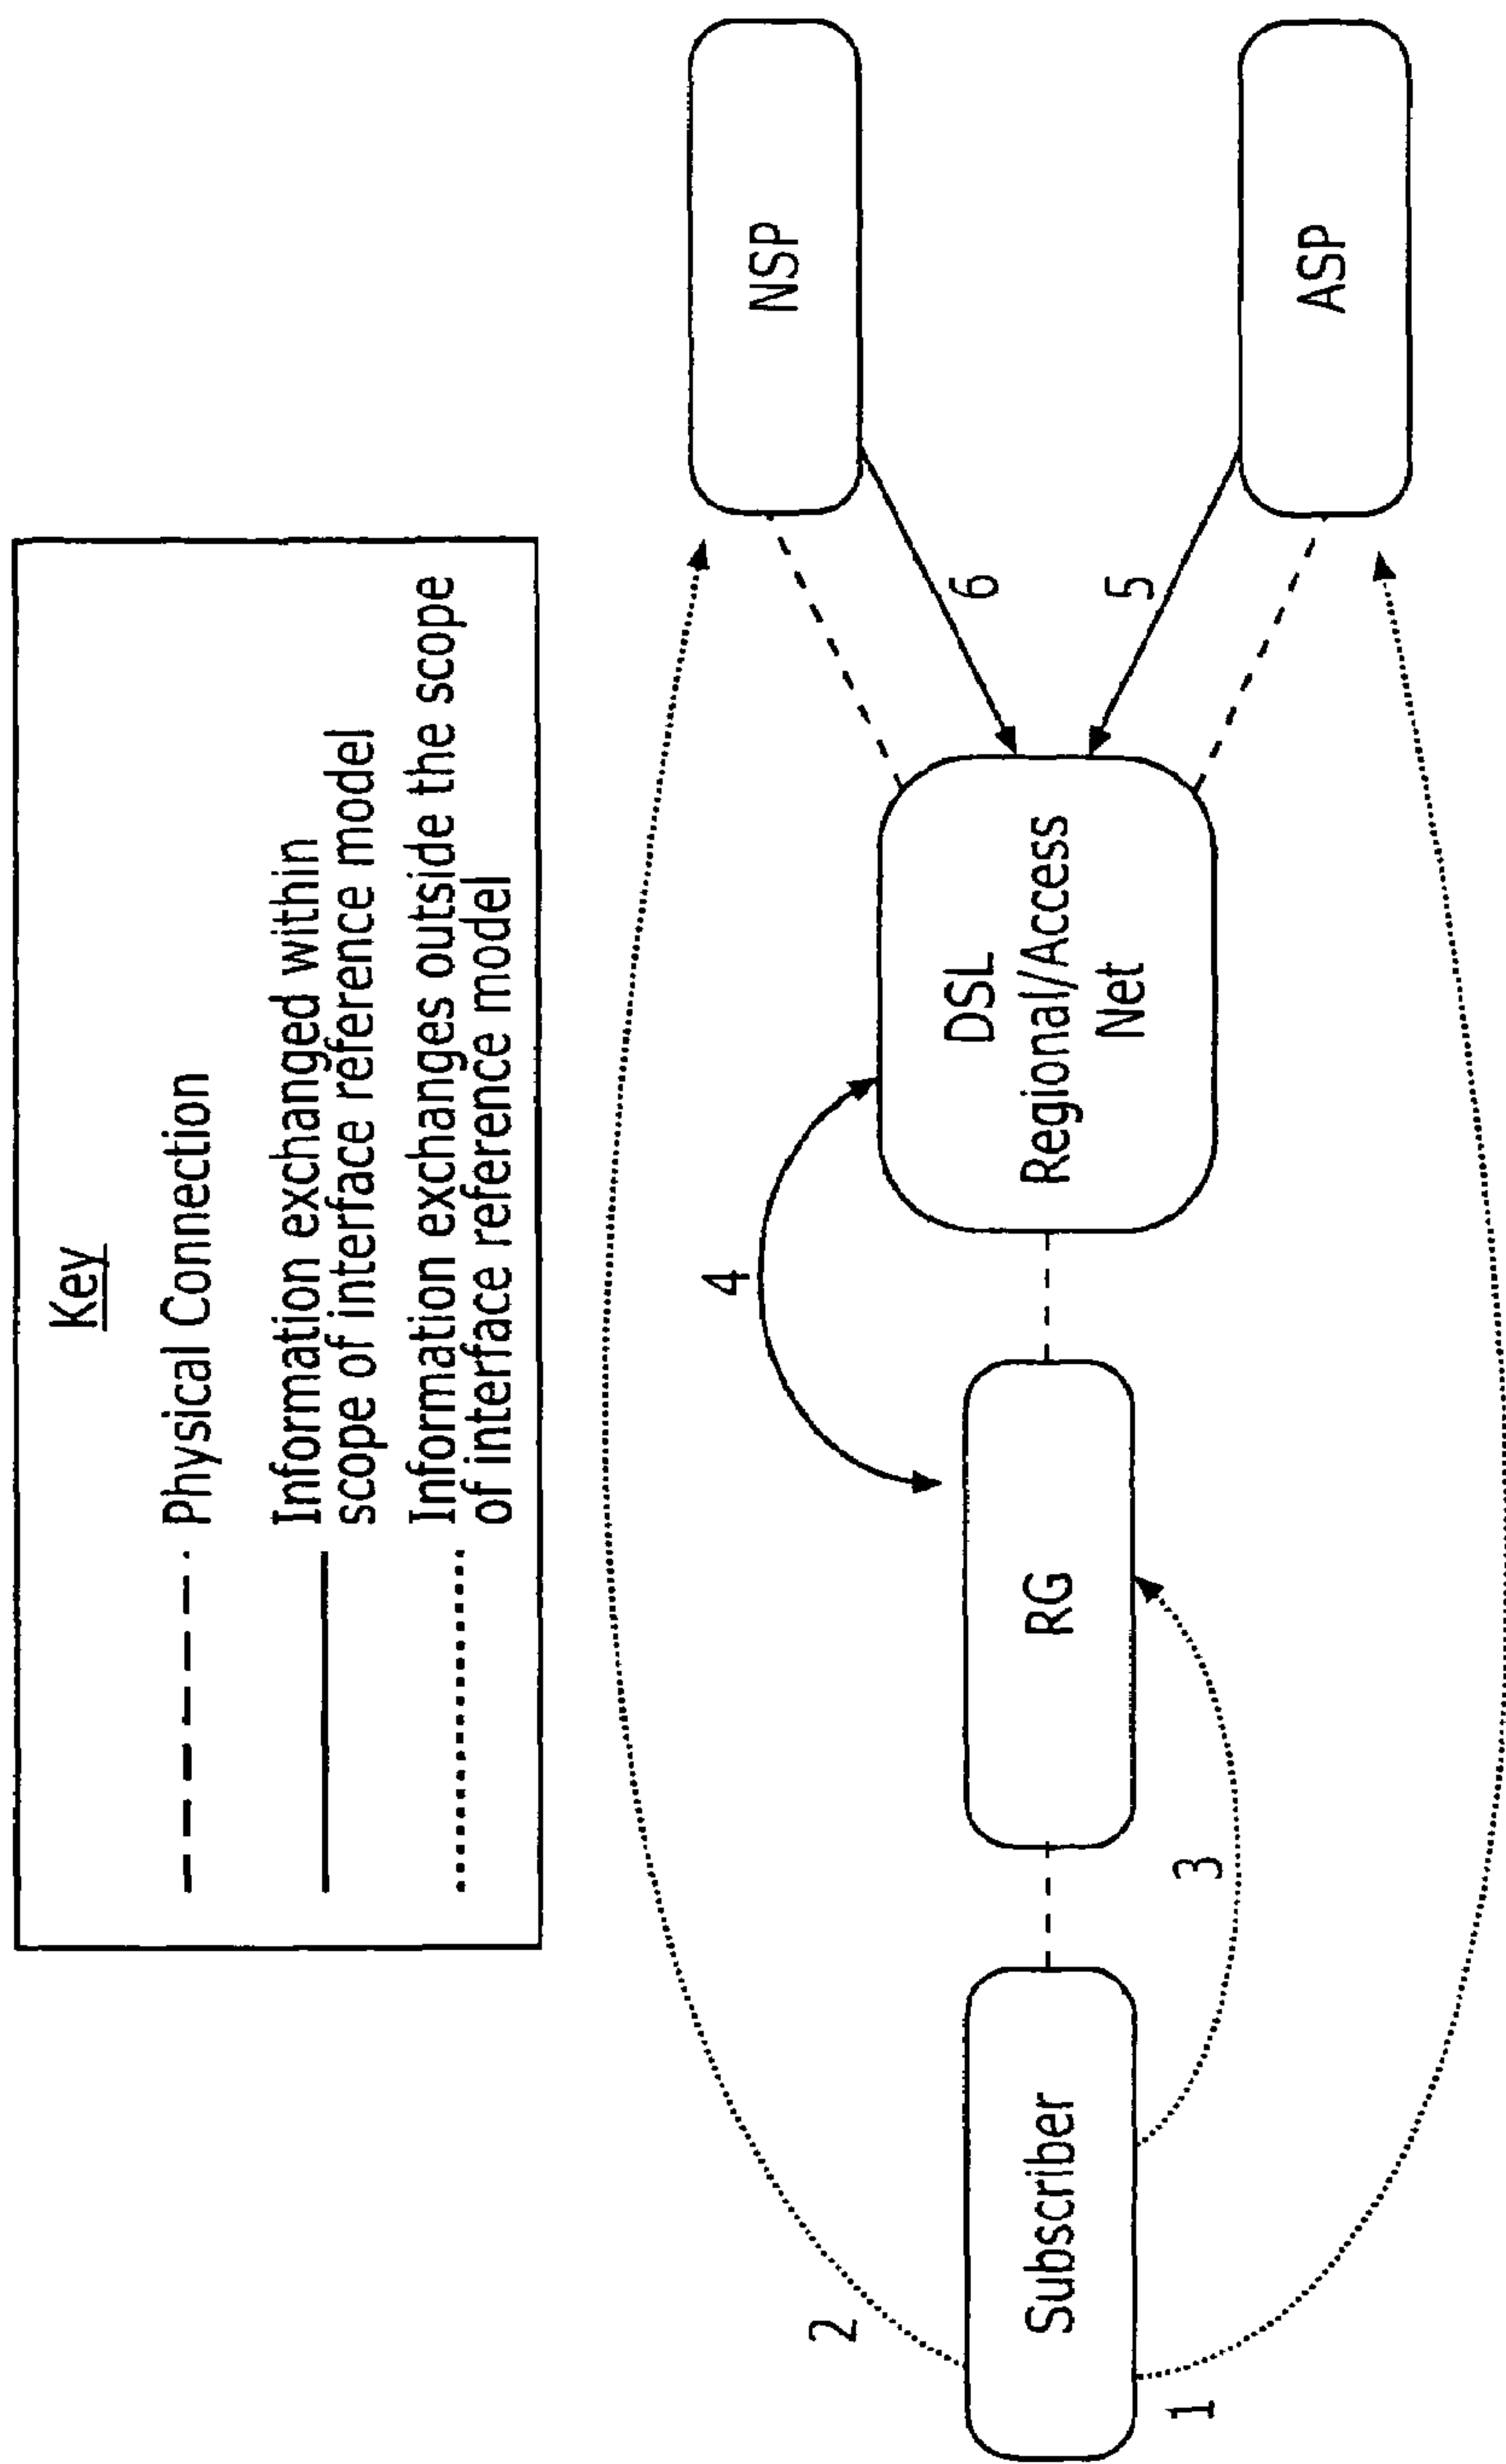 Key
Physical Connection
Information exchanged within
scope of interface reference model
Information exchanges outside the scope
of interface reference model
2
1
Subscriber
3
RG
4
DSL
Regional/Access
Net
6
5
NSP
ASP